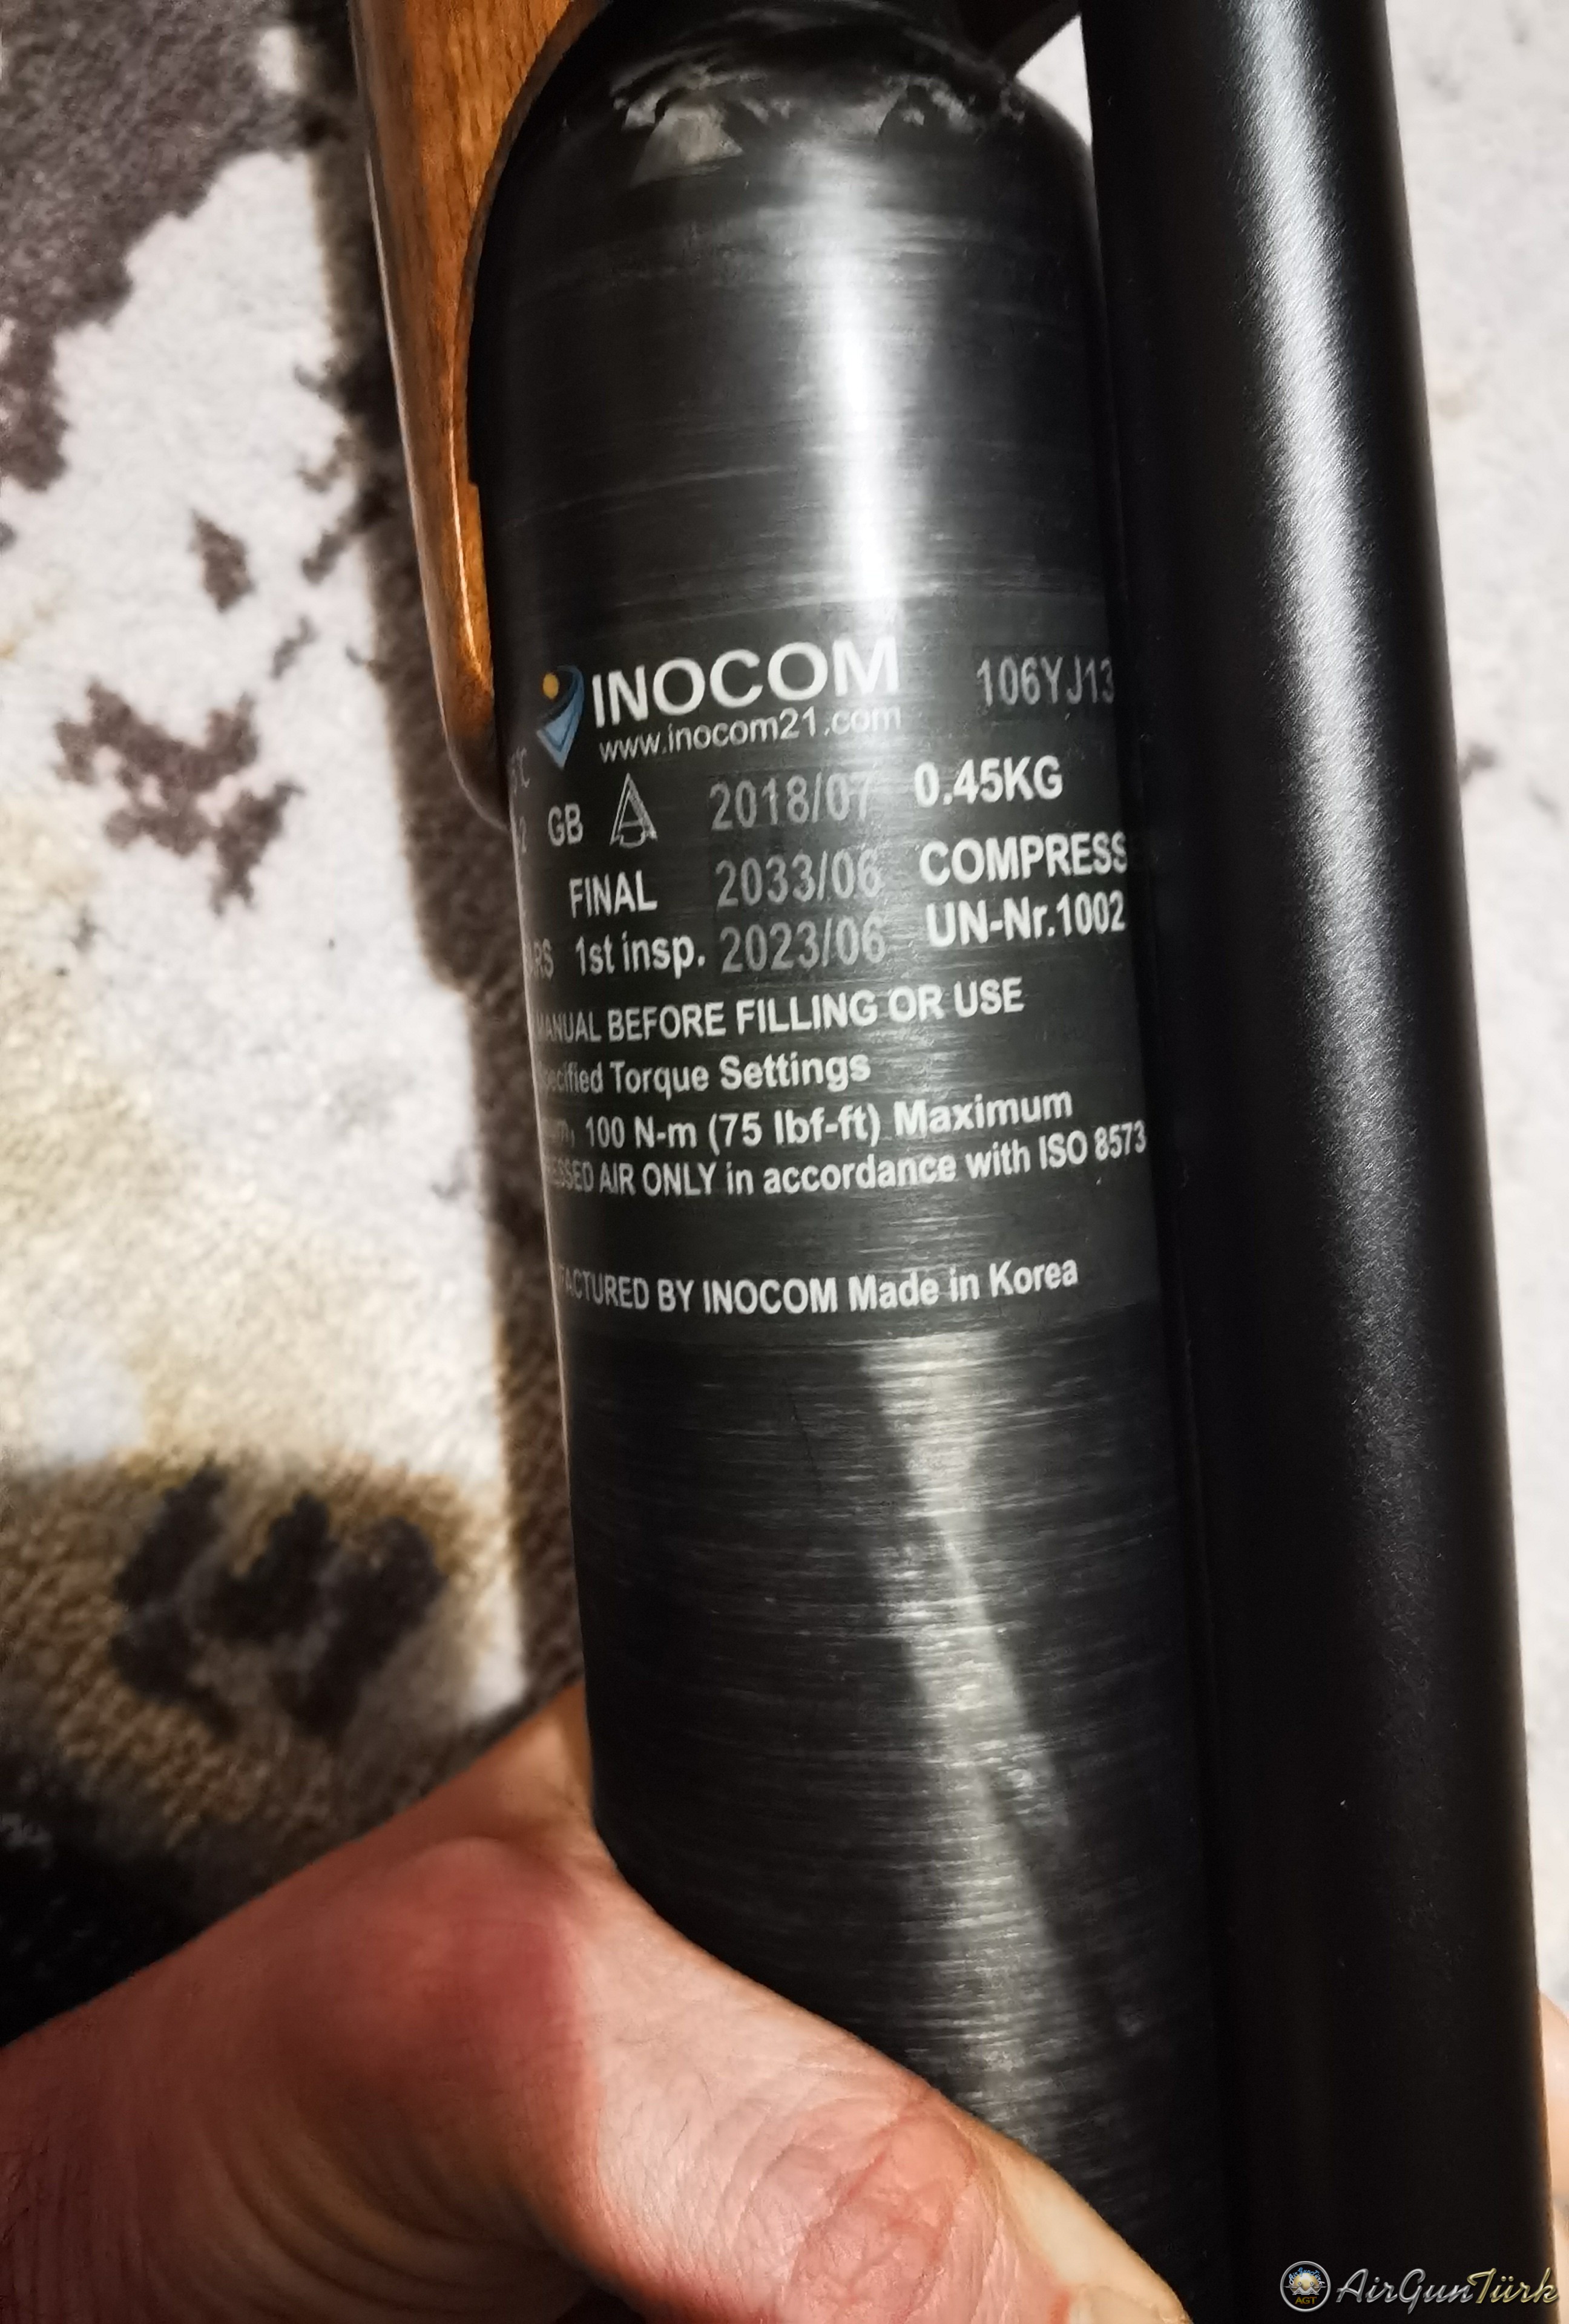 INOCOM 106YJ13
www.inocom21.com
GB 2018/07 0.45KG
FINAL 2033/06 COMPRESS
1st insp. 2023/06 UN-Nr.1002
MANUAL BEFORE FILLING OR USE
Torque Settings
100 N-m (75 lbf-ft) Maximum
AIR ONLY in accordance with ISO 8573
BY INOCOM Made in Korea
AirGunTürk
AGT